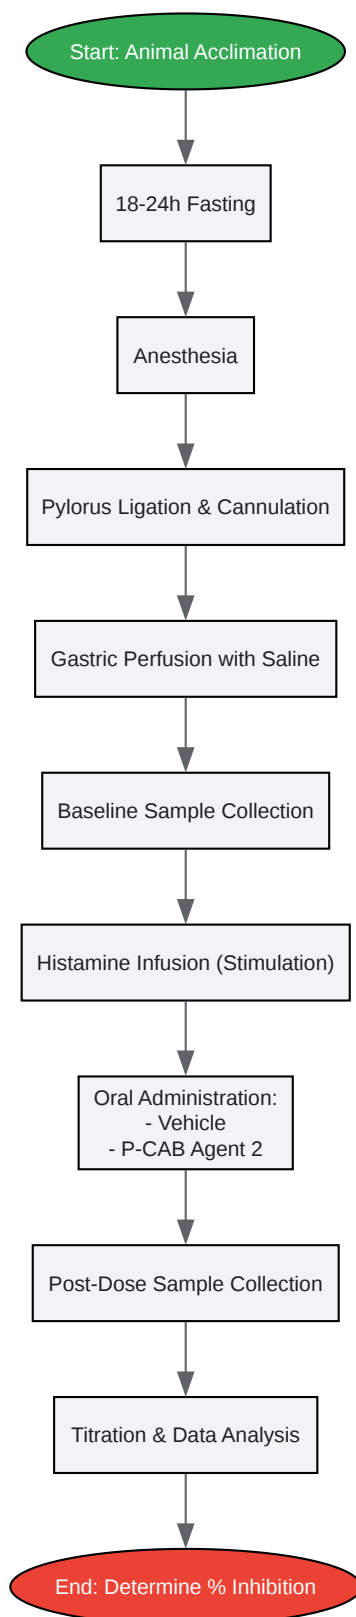 Start: Animal Acclimation
18-24h Fasting
Anesthesia
Pylorus Ligation & Cannulation
Gastric Perfusion with Saline
Baseline Sample Collection
Histamine Infusion (Stimulation)
Oral Administration:
- Vehicle
- P-CAB Agent 2
Post-Dose Sample Collection
Titration & Data Analysis
End: Determine % Inhibition